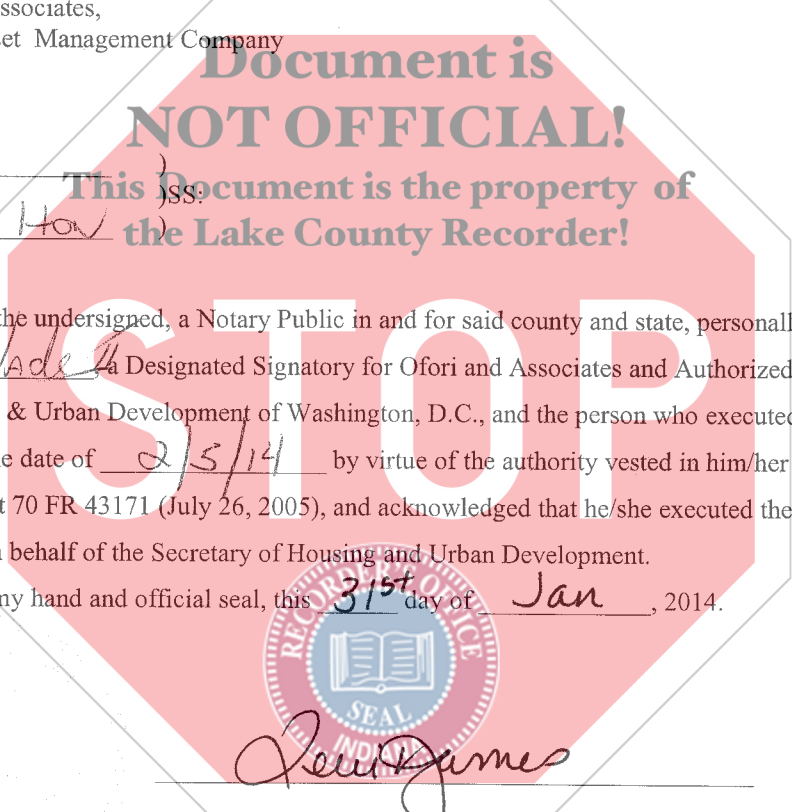 ssociates,
et Management Company
Document is
NOT OFFICIAL!
This Document is the property of
)SS:
the Lake County Recorder!
the undersigned, a Notary Public in and for said county and state, personall
a Designated Signatory for Ofori and Associates and Authorized
& Urban Development of Washington, D.C., and the person who executed
e date of 2/5/14 by virtue of the authority vested in him/her
t 70 FR 43171 (July 26, 2005), and acknowledged that he/she executed the
behalf of the Secretary of Housing and Urban Development.
ny hand and official seal, this 31st day of Jan, 2014.
STOP
RECORDER'S OFFICE
SEAL
INDIANA